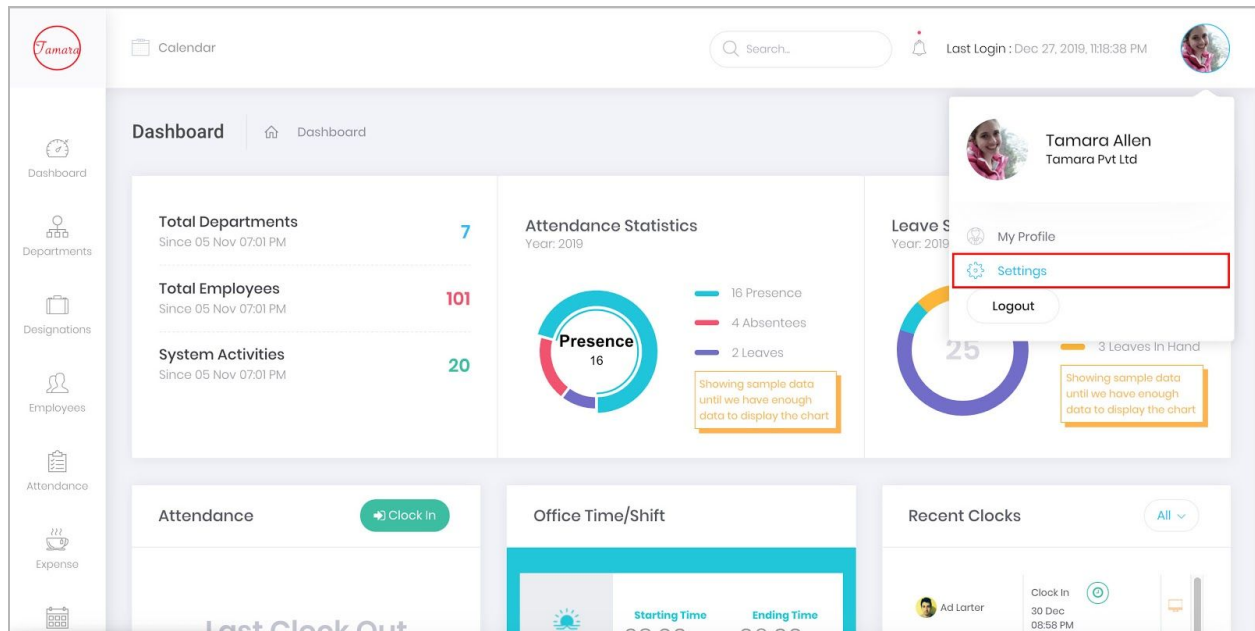 Tamara
Calendar
Search..
Last Login : Dec 27, 2019, 11:18:38 PM
Dashboard
Departments
Designations
Employees
Attendance
Expense
Dashboard
Dashboard
Tamara Allen
Tamara Pvt Ltd
My Profile
Settings
Logout
Total Departments
Since 05 Nov 07:01 PM
7
Total Employees
Since 05 Nov 07:01 PM
101
System Activities
Since 05 Nov 07:01 PM
20
Attendance Statistics
Year: 2019
Presence
16
16 Presence
4 Absentees
2 Leaves
Showing sample data
until we have enough
data to display the chart
Leave S
Year: 2019
25
3 Leaves In Hand
Showing sample data
until we have enough
data to display the chart
Attendance
Clock In
Last Clock Out
Office Time/Shift
Starting Time
Ending Time
Recent Clocks
All
Ad Larter
Clock In
30 Dec
08:58 PM